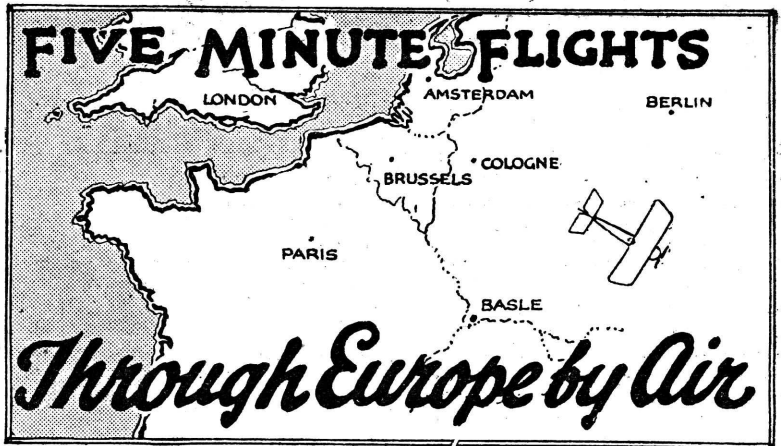 FIVE MINUTE FLIGHTS
LONDON
AMSTERDAM
BERLIN
BRUSSELS
COLOGNE
PARIS
BASLE
Through Europe by Air